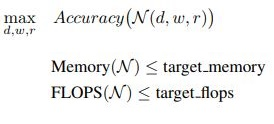 max Accuracy(𝒩(d, w, r))
d,w,r
Memory(𝒩) ≤ target_memory
FLOPS(𝒩) ≤ target_flops